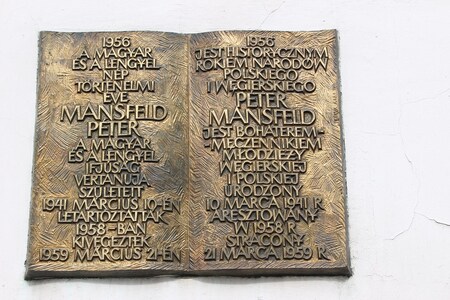 1956
A MAGYAR
ÉS A LENGYEL
NÉP
TÖRTÉNELMI
ÉVE
MANSFELD
PÉTER
A MAGYAR
ÉS A LENGYEL
IFJÚSÁG
VÉRTANÚJA
SZÜLETETT
1941 MÁRCIUS 10-ÉN
LETARTÓZTATTÁK
1958-BAN
KIVÉGEZTÉK
1959 MÁRCIUS 21-ÉN
1956
JEST HISTORYCZNYM
ROKIEM NARODÓW
POLSKIEGO
I WĘGIERSKIEGO
PÉTER
MANSFELD
JEST BOHATEREM-
MĘCZENNIKIEM
MŁODZIEŻY
WĘGIERSKIEJ
I POLSKIEJ
URODZONY
10 MARCA 1941 R
ARESZTOWANY
W 1958 R
STRACONY
21 MARCA 1959 R